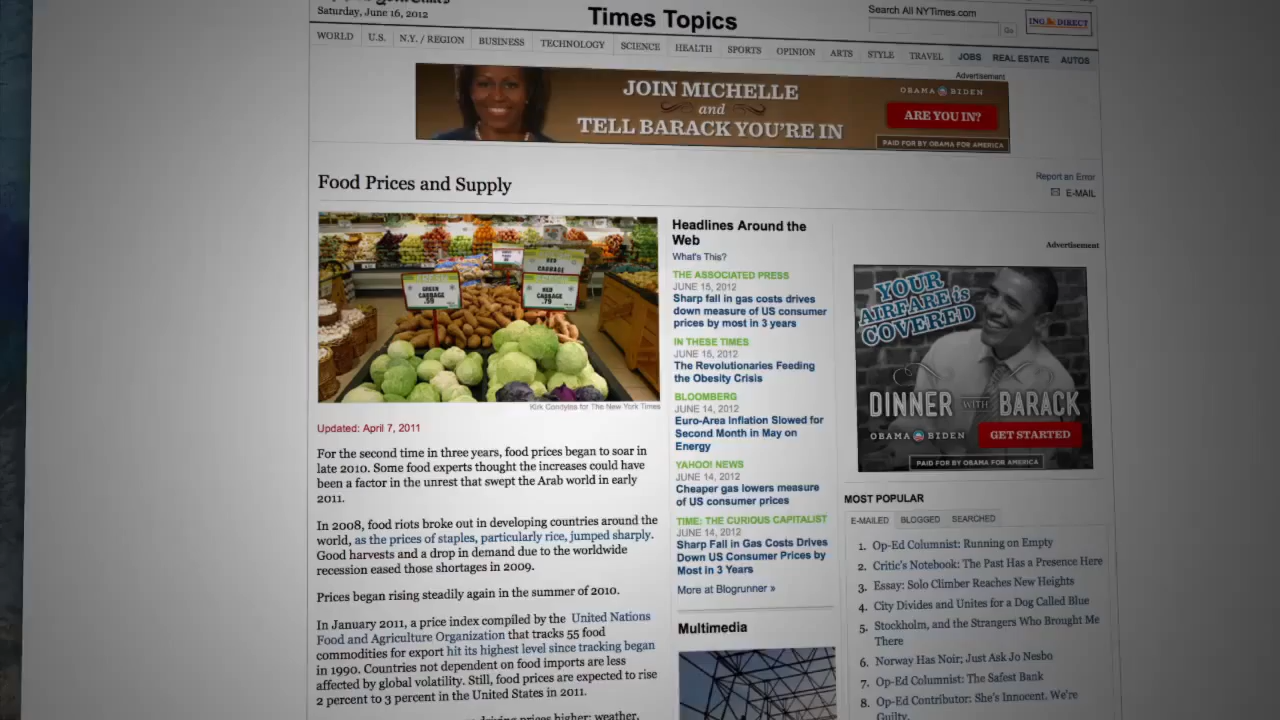 Saturday, June 16, 2012
Times Topics
Search All NYTimes.com
Go
ING DIRECT
WORLD U.S. N.Y. / REGION BUSINESS TECHNOLOGY SCIENCE HEALTH SPORTS OPINION ARTS STYLE TRAVEL JOBS REAL ESTATE AUTOS
Advertisement
JOIN MICHELLE
and
TELL BARACK YOU'RE IN
OBAMA BIDEN
ARE YOU IN?
PAID FOR BY OBAMA FOR AMERICA
Food Prices and Supply
Report an Error
E-MAIL
GREEN
CABBAGE
.59
RED
CABBAGE
RED
CABBAGE
.79
Kirk Condyles for The New York Times
Updated: April 7, 2011
For the second time in three years, food prices began to soar in
late 2010. Some food experts thought the increases could have
been a factor in the unrest that swept the Arab world in early
2011.
In 2008, food riots broke out in developing countries around the
world, as the prices of staples, particularly rice, jumped sharply.
Good harvests and a drop in demand due to the worldwide
recession eased those shortages in 2009.
Prices began rising steadily again in the summer of 2010.
In January 2011, a price index compiled by the United Nations
Food and Agriculture Organization that tracks 55 food
commodities for export hit its highest level since tracking began
in 1990. Countries not dependent on food imports are less
affected by global volatility. Still, food prices are expected to rise
2 percent to 3 percent in the United States in 2011.
driving prices higher: weather,
Headlines Around the
Web
What's This?
THE ASSOCIATED PRESS
JUNE 15, 2012
Sharp fall in gas costs drives
down measure of US consumer
prices by most in 3 years
IN THESE TIMES
JUNE 15, 2012
The Revolutionaries Feeding
the Obesity Crisis
BLOOMBERG
JUNE 14, 2012
Euro-Area Inflation Slowed for
Second Month in May on
Energy
YAHOO! NEWS
JUNE 14, 2012
Cheaper gas lowers measure
of US consumer prices
TIME: THE CURIOUS CAPITALIST
JUNE 14, 2012
Sharp Fall in Gas Costs Drives
Down US Consumer Prices by
Most in 3 Years
More at Blogrunner »
Multimedia
Advertisement
YOUR
AIRFARE is
COVERED
DINNER WITH BARACK
OBAMA BIDEN
GET STARTED
PAID FOR BY OBAMA FOR AMERICA
MOST POPULAR
E-MAILED BLOGGED SEARCHED
1. Op-Ed Columnist: Running on Empty
2. Critic's Notebook: The Past Has a Presence Here
3. Essay: Solo Climber Reaches New Heights
4. City Divides and Unites for a Dog Called Blue
5. Stockholm, and the Strangers Who Brought Me
There
6. Norway Has Noir; Just Ask Jo Nesbo
7. Op-Ed Columnist: The Safest Bank
8. Op-Ed Contributor: She's Innocent. We're
Guilty.